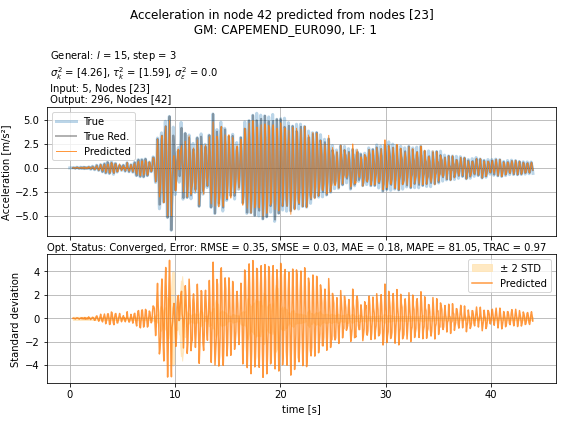 Acceleration in node 42 predicted from nodes [23]
GM: CAPEMEND_EUR090, LF: 1
General: l = 15, step = 3
σ²ₖ = [4.26], τ²ₖ = [1.59], σ²ₖ = 0.0
Input: 5, Nodes [23]
Output: 296, Nodes [42]
Acceleration [m/s²]
5.0
2.5
0.0
−2.5
−5.0
True
True Red.
Predicted
Opt. Status: Converged, Error: RMSE = 0.35, SMSE = 0.03, MAE = 0.18, MAPE = 81.05, TRAC = 0.97
Standard deviation
4
2
0
−2
−4
± 2 STD
Predicted
0
10
20
30
40
time [s]